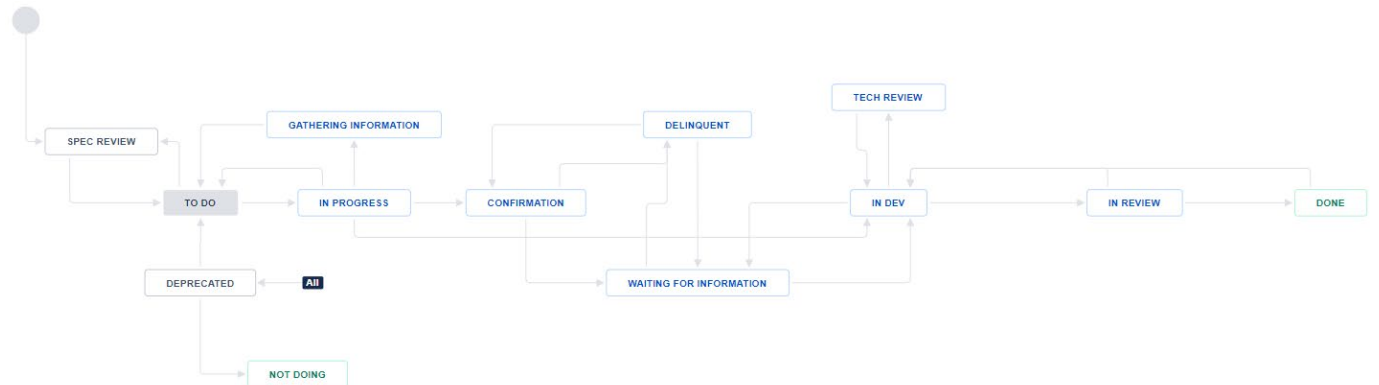 TECH REVIEW
GATHERING INFORMATION
DELINQUENT
SPEC REVIEW
TO DO
IN PROGRESS
CONFIRMATION
IN DEV
IN REVIEW
DONE
DEPRECATED
All
WAITING FOR INFORMATION
NOT DOING